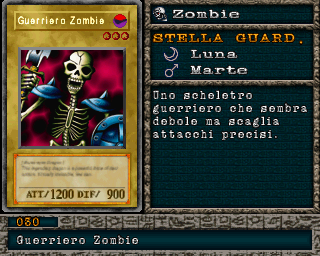 Guerriero Zombie
ATT/1200 DIF/ 900
Zombie
STELLA GUARD.
Luna
Marte
Uno scheletro
guerriero che sembra
debole ma scaglia
attacchi precisi.
030
Guerriero Zombie